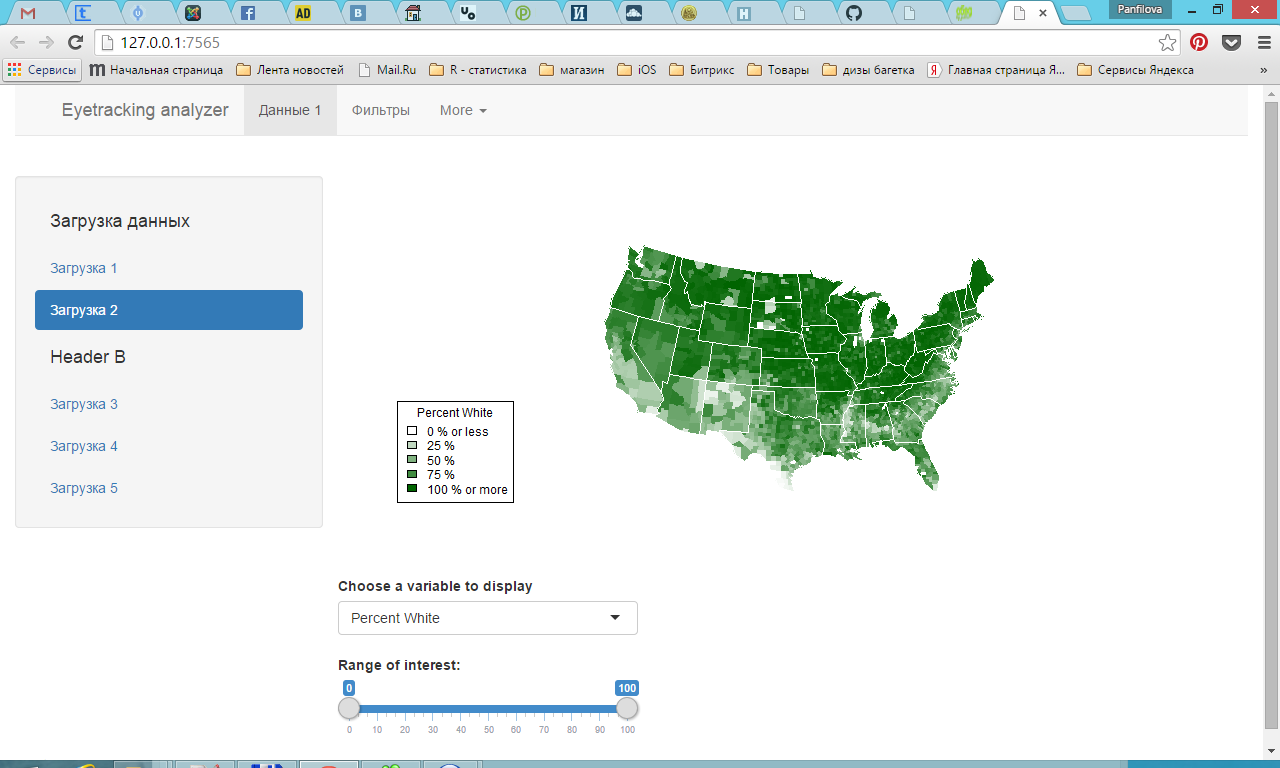 Panfilova
127.0.0.1:7565
Сервисы Начальная страница Лента новостей Mail.Ru R - статистика магазин iOS Битрикс Товары дизы багетка Главная страница Я... Сервисы Яндекса »
Eyetracking analyzer Данные 1 Фильтры More
Загрузка данных
Загрузка 1
Загрузка 2
Header B
Загрузка 3
Загрузка 4
Загрузка 5
Percent White
0 % or less
25 %
50 %
75 %
100 % or more
Choose a variable to display
Percent White
Range of interest:
0 100
0 10 20 30 40 50 60 70 80 90 100